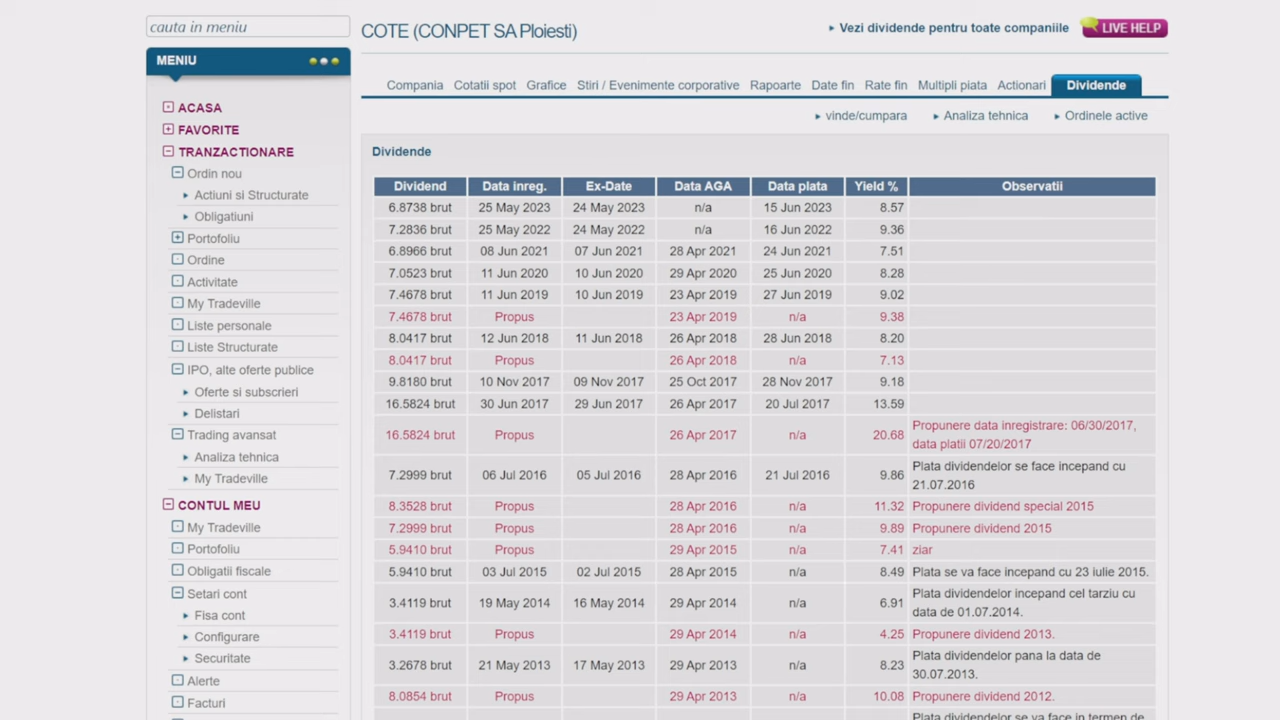 cauta in meniu
COTE (CONPET SA Ploiesti)
Vezi dividende pentru toate companiile
LIVE HELP
MENIU
Compania Cotatii spot Grafice Stiri / Evenimente corporative Rapoarte Date fin Rate fin Multipli piata Actionari Dividende
vinde/cumpara Analiza tehnica Ordinele active
ACASA
FAVORITE
TRANZACTIONARE
Ordin nou
Actiuni si Structurate
Obligatiuni
Portofoliu
Ordine
Activitate
My Tradeville
Liste personale
Liste Structurate
IPO, alte oferte publice
Oferte si subscrieri
Delistari
Trading avansat
Analiza tehnica
My Tradeville
CONTUL MEU
My Tradeville
Portofoliu
Obligatii fiscale
Setari cont
Fisa cont
Configurare
Securitate
Alerte
Facturi
Dividende
Dividend Data inreg. Ex-Date Data AGA Data plata Yield % Observatii
6.8738 brut 25 May 2023 24 May 2023 n/a 15 Jun 2023 8.57
7.2836 brut 25 May 2022 24 May 2022 n/a 16 Jun 2022 9.36
6.8966 brut 08 Jun 2021 07 Jun 2021 28 Apr 2021 24 Jun 2021 7.51
7.0523 brut 11 Jun 2020 10 Jun 2020 29 Apr 2020 25 Jun 2020 8.28
7.4678 brut 11 Jun 2019 10 Jun 2019 23 Apr 2019 27 Jun 2019 9.02
7.4678 brut Propus 23 Apr 2019 n/a 9.38
8.0417 brut 12 Jun 2018 11 Jun 2018 26 Apr 2018 28 Jun 2018 8.20
8.0417 brut Propus 26 Apr 2018 n/a 7.13
9.8180 brut 10 Nov 2017 09 Nov 2017 25 Oct 2017 28 Nov 2017 9.18
16.5824 brut 30 Jun 2017 29 Jun 2017 26 Apr 2017 20 Jul 2017 13.59
16.5824 brut Propus 26 Apr 2017 n/a 20.68 Propunere data inregistrare: 06/30/2017,
data platii 07/20/2017
7.2999 brut 06 Jul 2016 05 Jul 2016 28 Apr 2016 21 Jul 2016 9.86 Plata dividendelor se face incepand cu
21.07.2016
8.3528 brut Propus 28 Apr 2016 n/a 11.32 Propunere dividend special 2015
7.2999 brut Propus 28 Apr 2016 n/a 9.89 Propunere dividend 2015
5.9410 brut Propus 29 Apr 2015 n/a 7.41 ziar
5.9410 brut 03 Jul 2015 02 Jul 2015 28 Apr 2015 n/a 8.49 Plata se va face incepand cu 23 iulie 2015.
3.4119 brut 19 May 2014 16 May 2014 29 Apr 2014 n/a 6.91 Plata dividendelor incepand cel tarziu cu
data de 01.07.2014.
3.4119 brut Propus 29 Apr 2014 n/a 4.25 Propunere dividend 2013.
3.2678 brut 21 May 2013 17 May 2013 29 Apr 2013 n/a 8.23 Plata dividendelor pana la data de
30.07.2013.
8.0854 brut Propus 29 Apr 2013 n/a 10.08 Propunere dividend 2012.
Plata dividendelor se va face in termen de